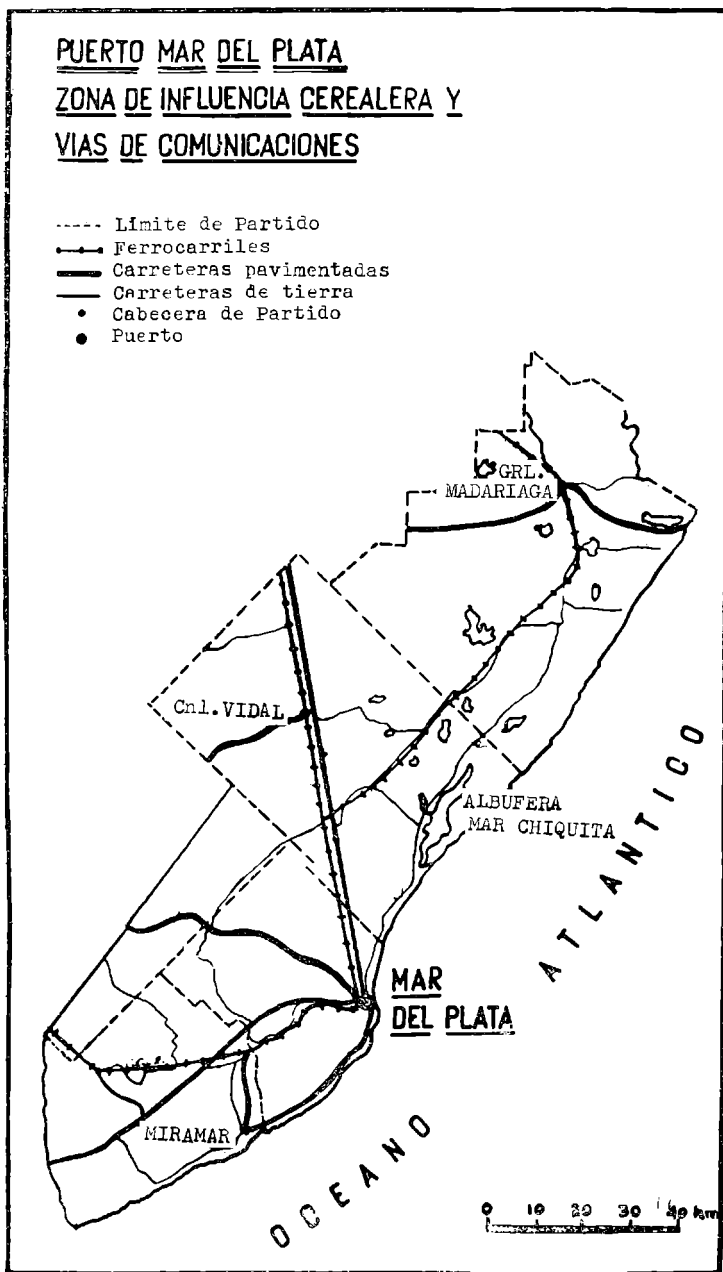 PUERTO MAR DEL PLATA
ZONA DE INFLUENCIA CEREALERA Y
VIAS DE COMUNICACIONES
Límite de Partido
Ferrocarriles
Carreteras pavimentadas
Carreteras de tierra
Cabecera de Partido
Puerto
GRL.
MADARIAGA
Cnl. VIDAL
ALBUFERA
MAR CHIQUITA
MAR
DEL PLATA
MIRAMAR
OCEANO ATLANTICO
0 10 20 30 40 km